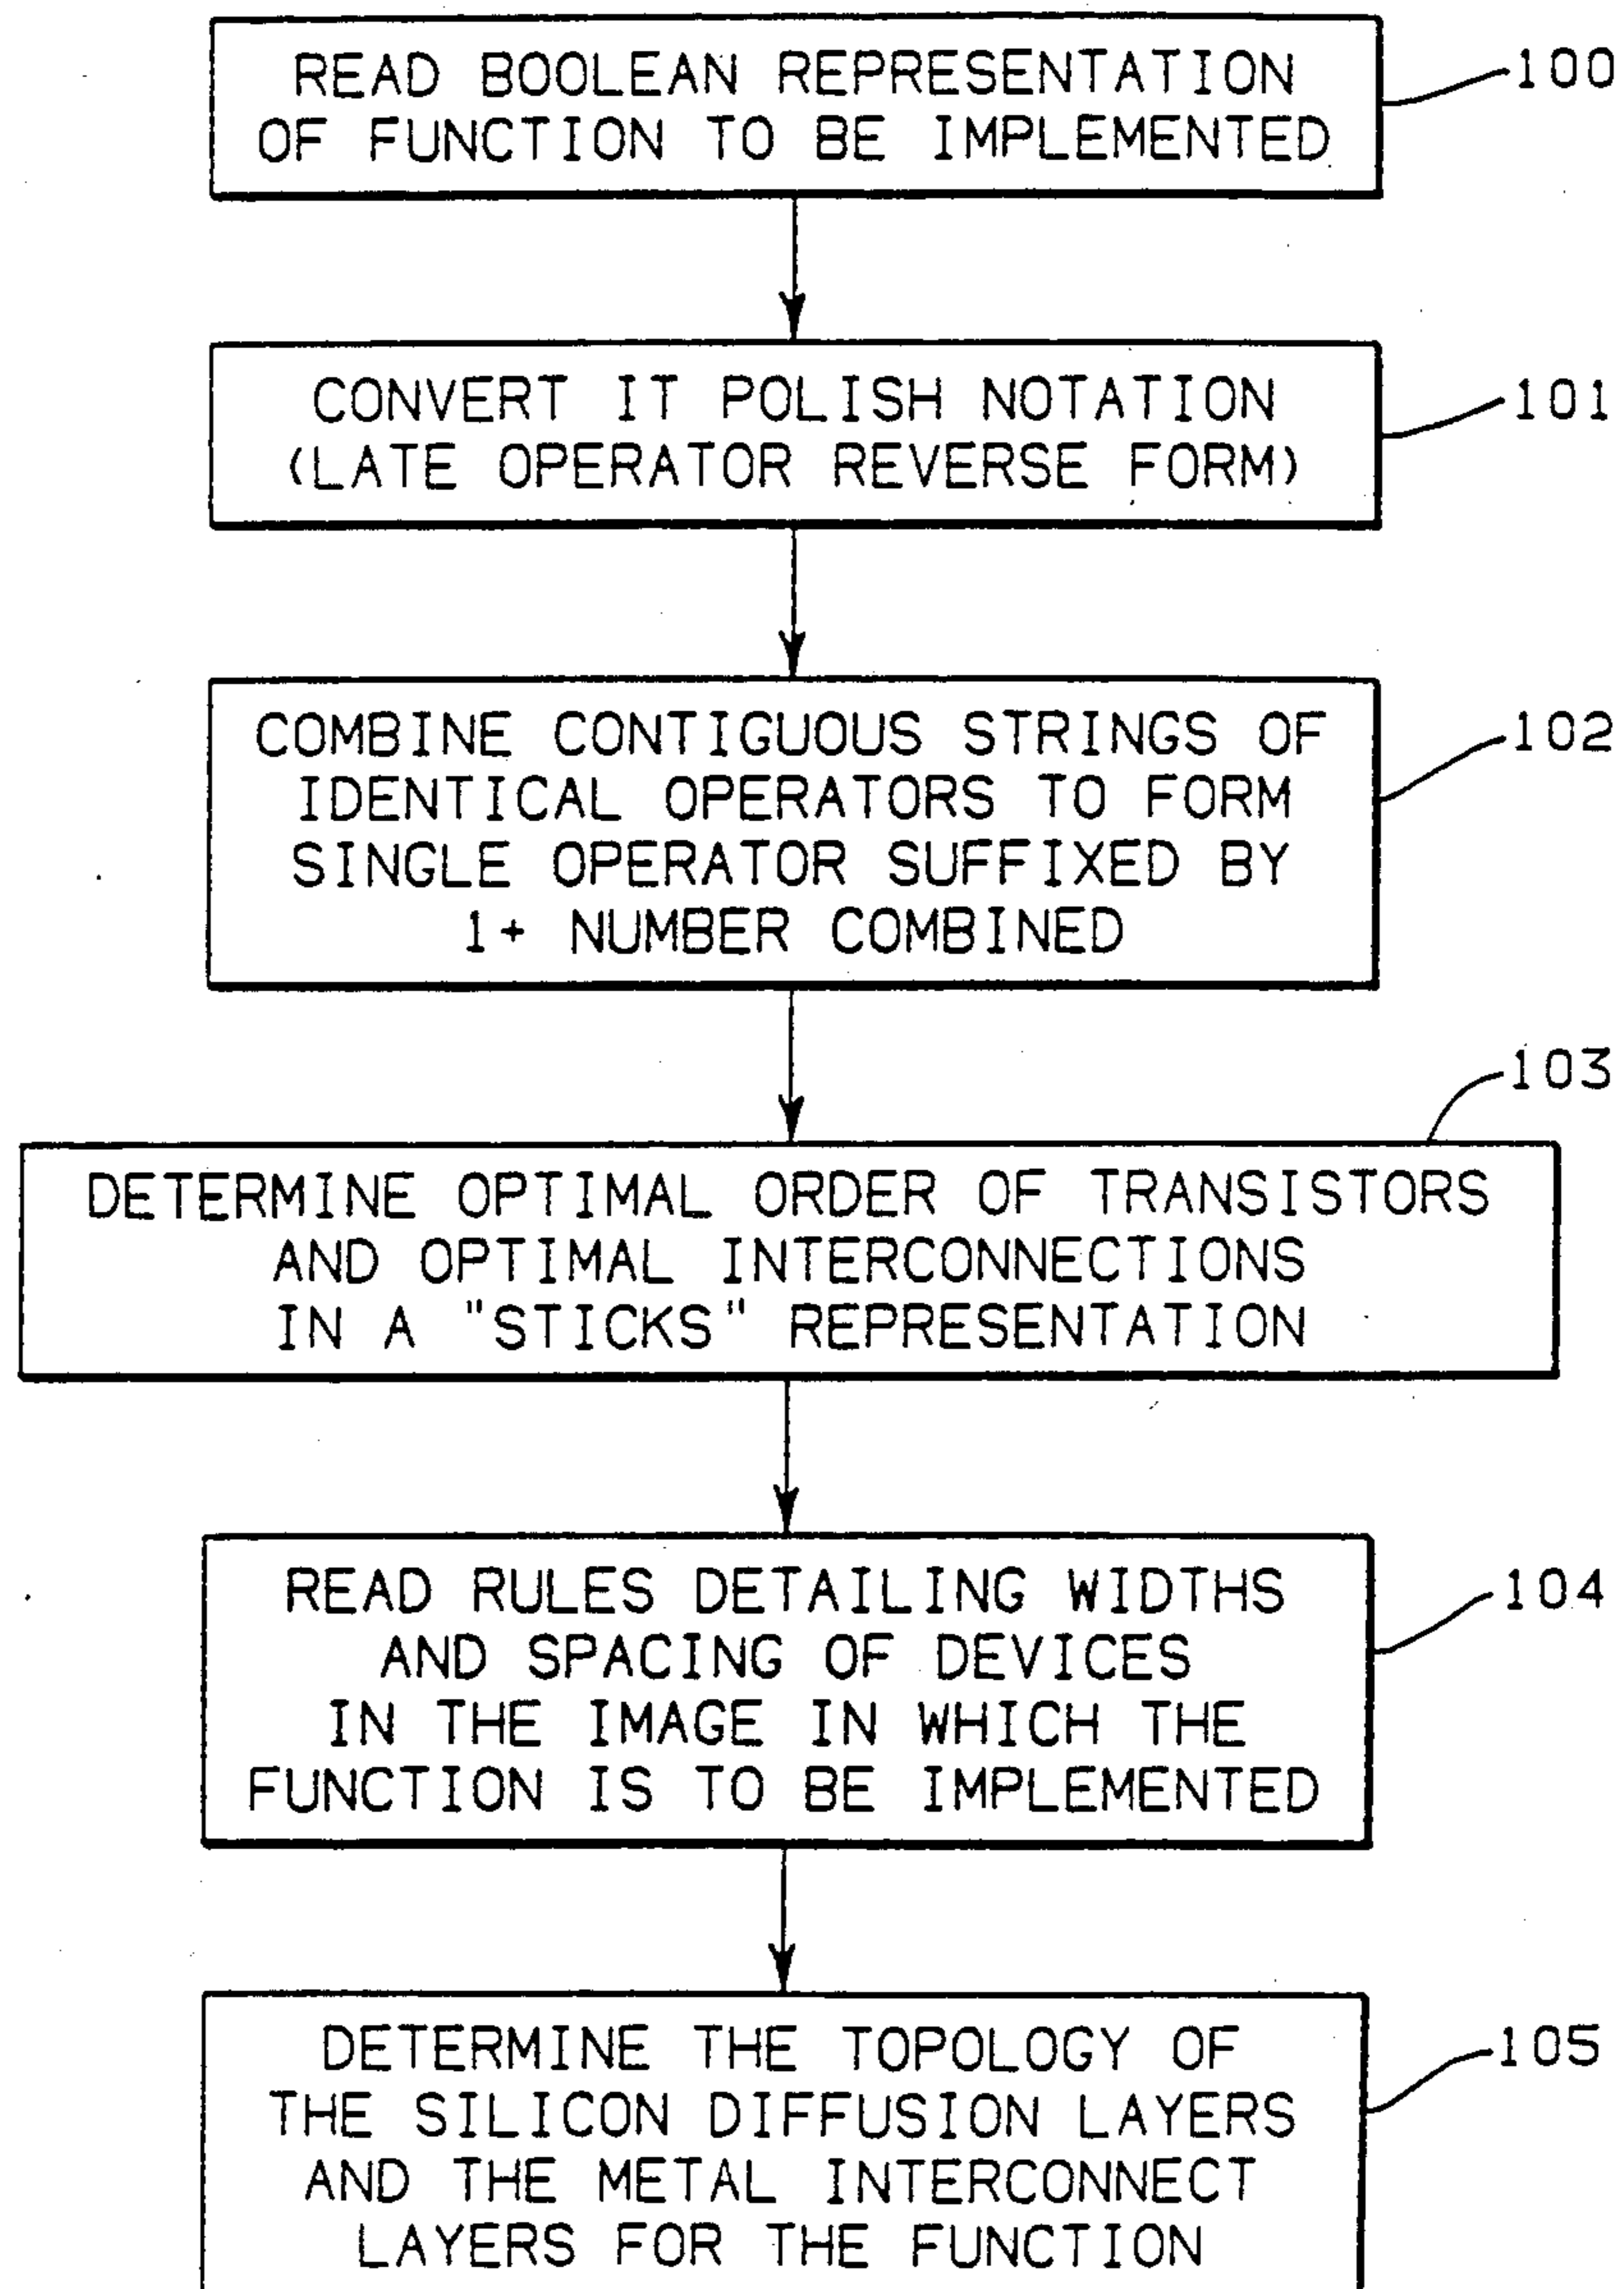 READ BOOLEAN REPRESENTATION
OF FUNCTION TO BE IMPLEMENTED
100
CONVERT IT POLISH NOTATION
(LATE OPERATOR REVERSE FORM)
101
COMBINE CONTIGUOUS STRINGS OF
IDENTICAL OPERATORS TO FORM
SINGLE OPERATOR SUFFIXED BY
1+ NUMBER COMBINED
102
103
DETERMINE OPTIMAL ORDER OF TRANSISTORS
AND OPTIMAL INTERCONNECTIONS
IN A "STICKS" REPRESENTATION
READ RULES DETAILING WIDTHS
AND SPACING OF DEVICES
IN THE IMAGE IN WHICH THE
FUNCTION IS TO BE IMPLEMENTED
104
DETERMINE THE TOPOLOGY OF
THE SILICON DIFFUSION LAYERS
AND THE METAL INTERCONNECT
LAYERS FOR THE FUNCTION
105